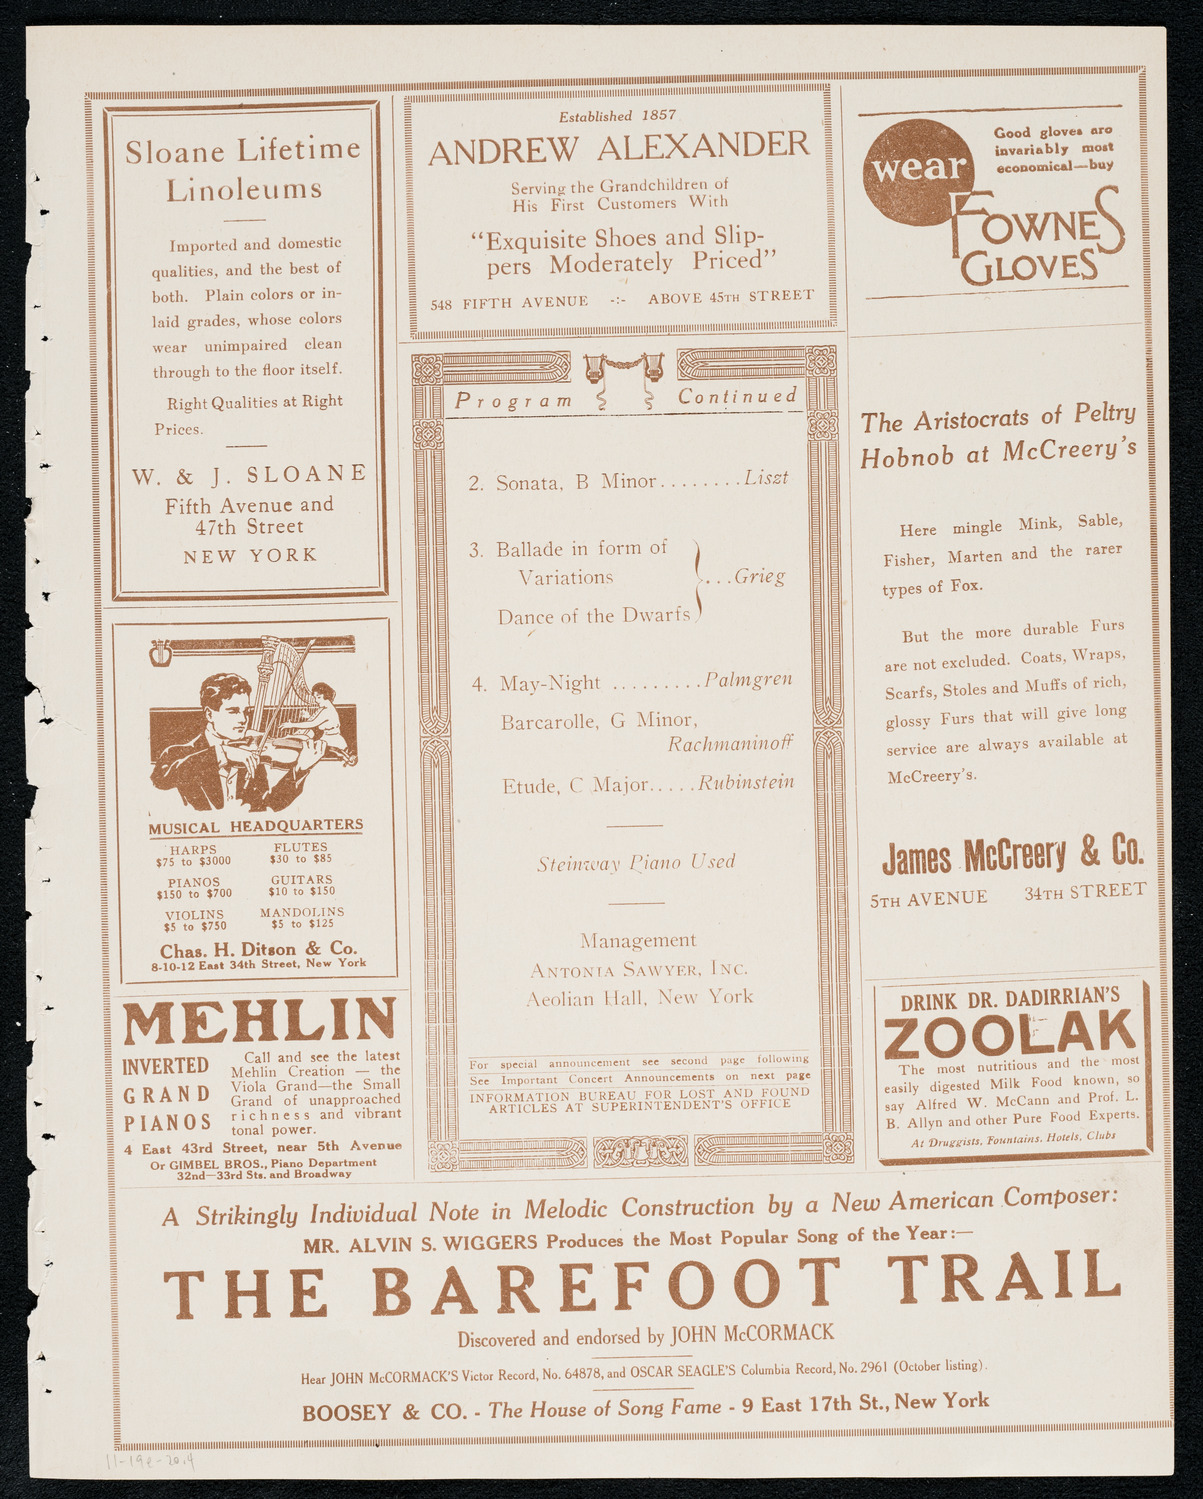 Sloane Lifetime
Linoleums
Imported and domestic
qualities, and the best of
both. Plain colors or in-
laid grades, whose colors
wear unimpaired clean
through to the floor itself.
Right Qualities at Right
Prices.
W. & J. SLOANE
Fifth Avenue and
47th Street
NEW YORK
MUSICAL HEADQUARTERS
HARPS FLUTES
$75 to $3000 $30 to $85
PIANOS GUITARS
$150 to $700 $10 to $150
VIOLINS MANDOLINS
$5 to $750 $5 to $125
Chas. H. Ditson & Co.
8-10-12 East 34th Street, New York
MEHLIN
INVERTED
GRAND
PIANOS
Call and see the latest
Mehlin Creation — the
Viola Grand—the Small
Grand of unapproached
richness and vibrant
tonal power.
4 East 43rd Street, near 5th Avenue
Or GIMBEL BROS., Piano Department
32nd—33rd Sts. and Broadway
Established 1857
ANDREW ALEXANDER
Serving the Grandchildren of
His First Customers With
"Exquisite Shoes and Slip-
pers Moderately Priced"
548 FIFTH AVENUE -:- ABOVE 45TH STREET
Program Continued
2. Sonata, B Minor........Liszt
3. Ballade in form of
Variations
...Grieg
Dance of the Dwarfs
4. May-Night .........Palmgren
Barcarolle, G Minor,
Rachmaninoff
Etude, C Major.....Rubinstein
Steinway Piano Used
Management
ANTONIA SAWYER, INC.
Aeolian Hall, New York
For special announcement see second page following
See Important Concert Announcements on next page
INFORMATION BUREAU FOR LOST AND FOUND
ARTICLES AT SUPERINTENDENT'S OFFICE
wear
Good gloves are
invariably most
economical—buy
FOWNES
GLOVES
The Aristocrats of Peltry
Hobnob at McCreery's
Here mingle Mink, Sable,
Fisher, Marten and the rarer
types of Fox.
But the more durable Furs
are not excluded. Coats, Wraps,
Scarfs, Stoles and Muffs of rich,
glossy Furs that will give long
service are always available at
McCreery's.
James McCreery & Co.
5TH AVENUE 34TH STREET
DRINK DR. DADIRRIAN'S
ZOOLAK
The most nutritious and the most
easily digested Milk Food known, so
say Alfred W. McCann and Prof. L.
B. Allyn and other Pure Food Experts.
At Druggists, Fountains, Hotels, Clubs
A Strikingly Individual Note in Melodic Construction by a New American Composer:
MR. ALVIN S. WIGGERS Produces the Most Popular Song of the Year:—
THE BAREFOOT TRAIL
Discovered and endorsed by JOHN McCORMACK
Hear JOHN McCORMACK'S Victor Record, No. 64878, and OSCAR SEAGLE'S Columbia Record, No. 2961 (October listing).
BOOSEY & CO. - The House of Song Fame - 9 East 17th St., New York
11-19e-20.4